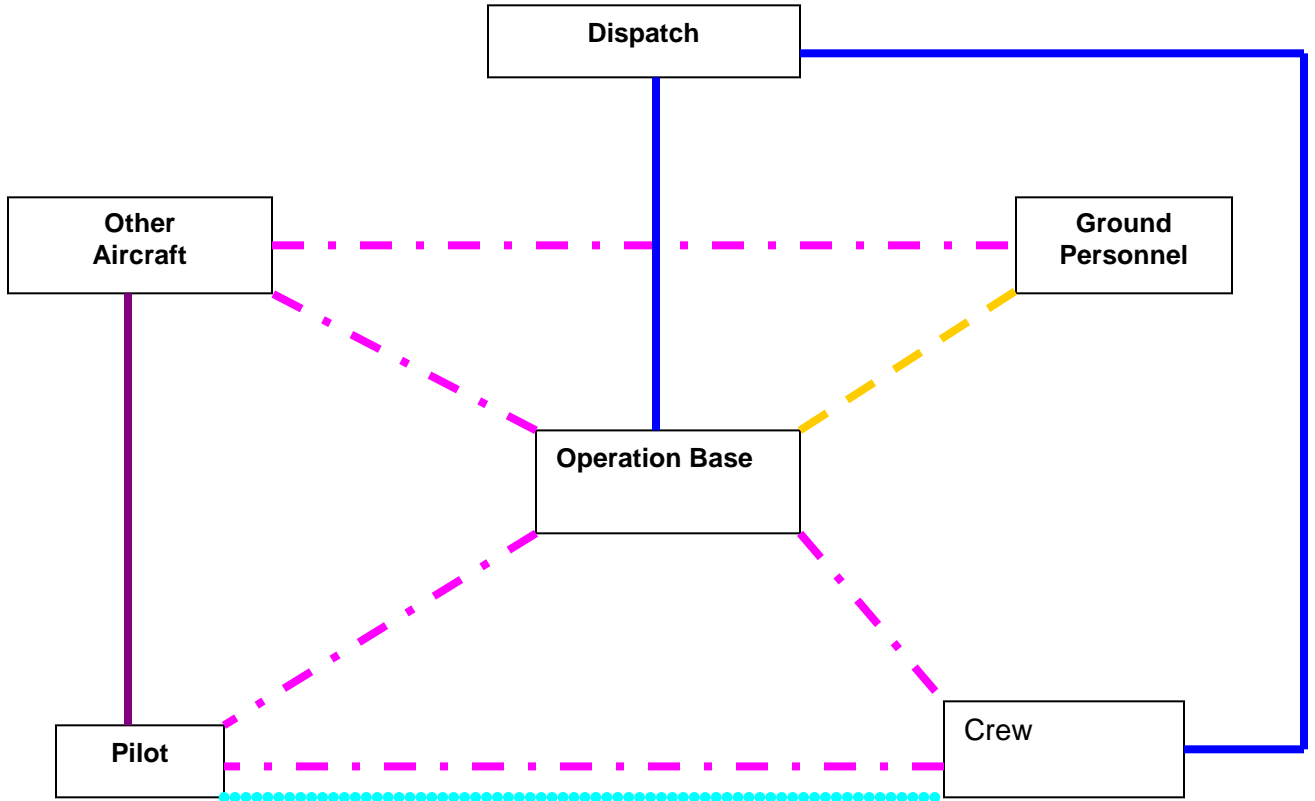 Dispatch
Other
Aircraft
Ground
Personnel
Operation Base
Pilot
Crew